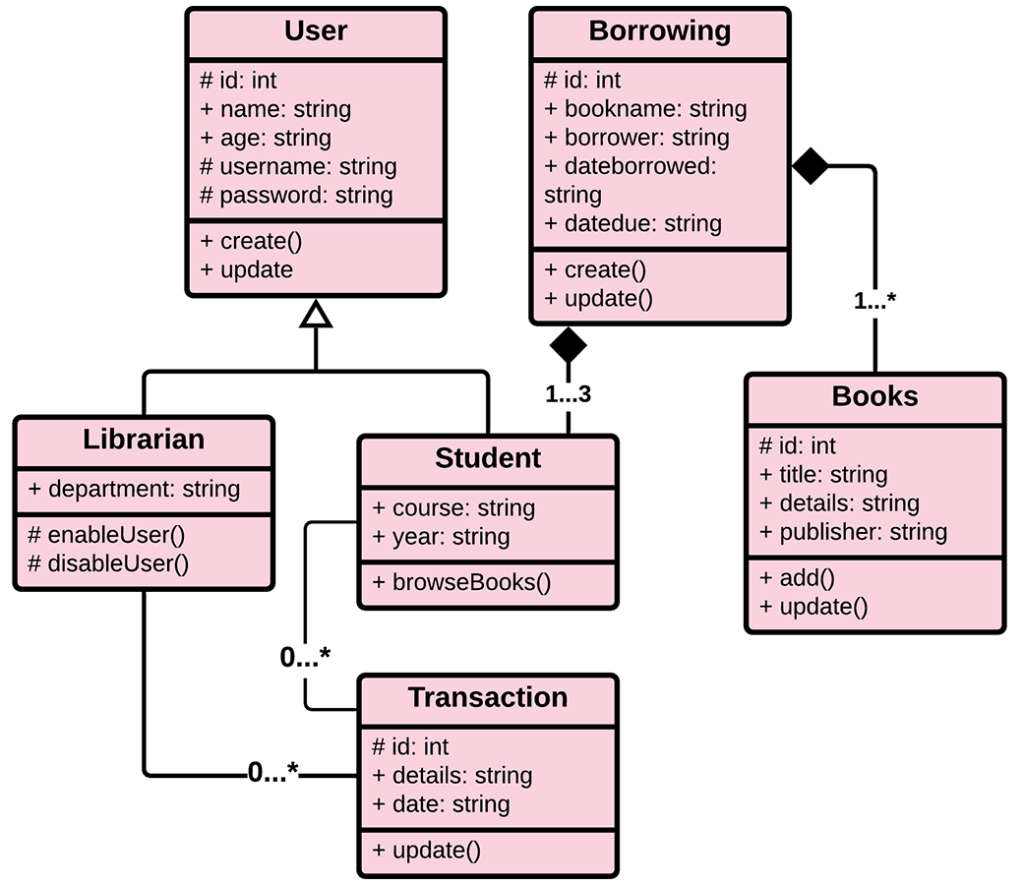 User
# id: int
+ name: string
+ age: string
# username: string
# password: string
+ create()
+ update
Borrowing
# id: int
+ bookname: string
+ borrower: string
+ dateborrowed:
string
+ datedue: string
+ create()
+ update()
1...*
1...3
Librarian
+ department: string
# enableUser()
# disableUser()
Student
+ course: string
+ year: string
+ browseBooks()
Books
# id: int
+ title: string
+ details: string
+ publisher: string
+ add()
+ update()
0...*
0...*
Transaction
# id: int
+ details: string
+ date: string
+ update()